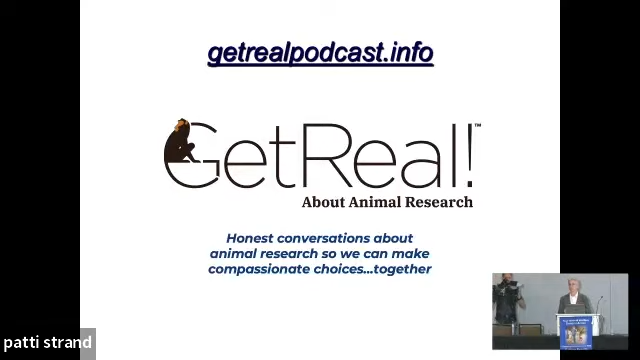 getrealpodcast.info
GetReal!™
About Animal Research
Honest conversations about
animal research so we can make
compassionate choices...together
patti strand